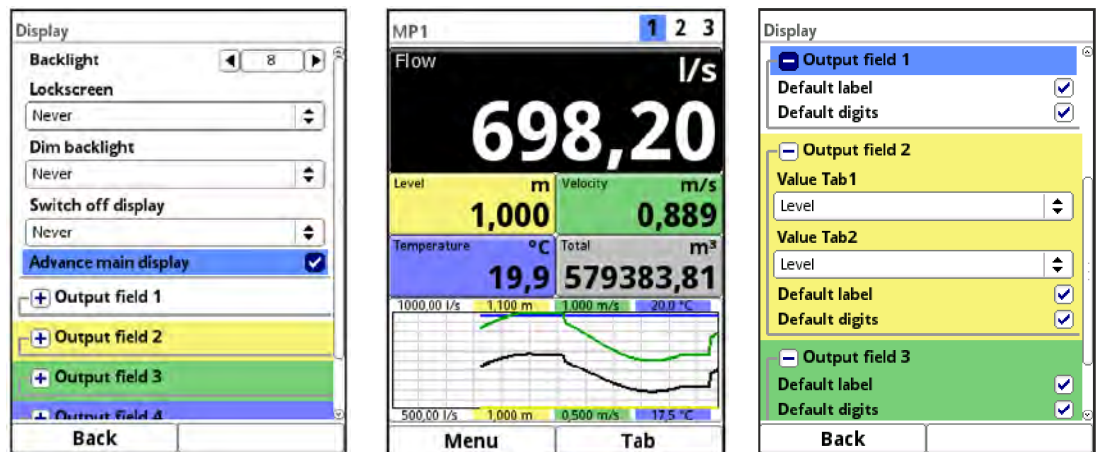 Display
Backlight
8
Lockscreen
Never
Dim backlight
Never
Switch off display
Never
Advance main display
Output field 1
Output field 2
Output field 3
Output field 4
Back
MP1
1 2 3
Flow
l/s
698,20
Level m
1,000
Velocity m/s
0,889
Temperature °C
19,9
Total m³
579383,81
1000,00 l/s 1,100 m 1,000 m/s 20,0 °C
500,00 l/s 1,000 m 0,500 m/s 17,5 °C
Menu Tab
Display
Output field 1
Default label
Default digits
Output field 2
Value Tab1
Level
Value Tab2
Level
Default label
Default digits
Output field 3
Default label
Default digits
Back